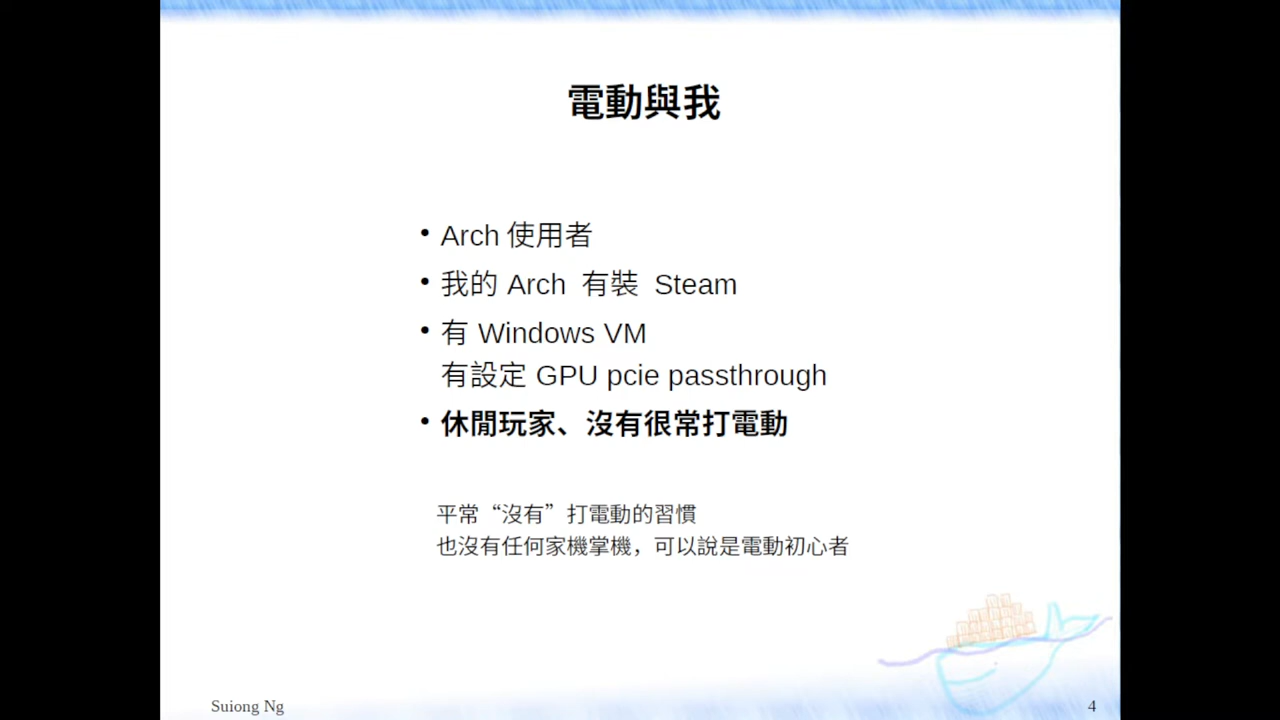 電動與我
• Arch 使用者
• 我的 Arch 有裝 Steam
• 有 Windows VM
有設定 GPU pcie passthrough
• 休閒玩家、沒有很常打電動
平常“沒有”打電動的習慣
也沒有任何家機掌機，可以說是電動初心者
Suiong Ng
4